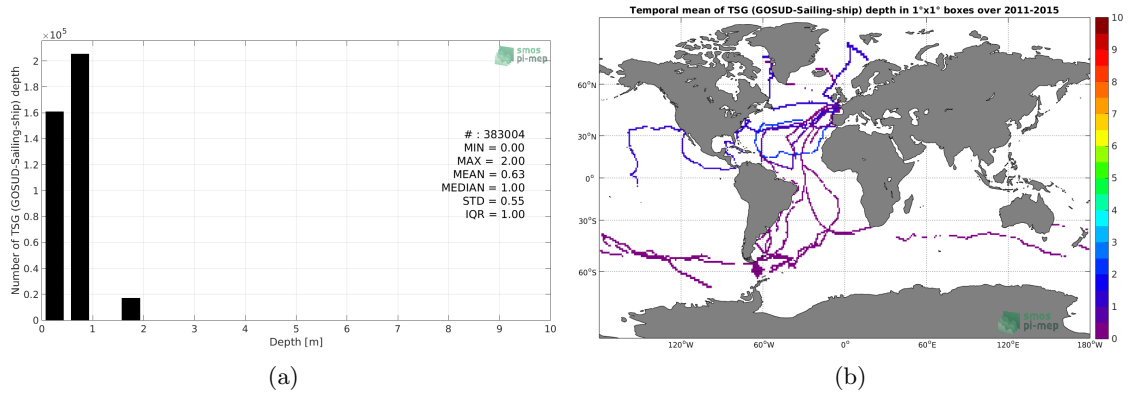 ×10⁵
2
1.8
1.6
1.4
1.2
1
0.8
0.6
0.4
0.2
0
Number of TSG (GOSUD-Sailing-ship) depth
smos
pi-mep
# : 383004
MIN = 0.00
MAX = 2.00
MEAN = 0.63
MEDIAN = 1.00
STD = 0.55
IQR = 1.00
0 1 2 3 4 5 6 7 8 9 10
Depth [m]
(a)
Temporal mean of TSG (GOSUD-Sailing-ship) depth in 1°x1° boxes over 2011-2015
60°N
30°N
0°
30°S
60°S
120°W 60°W 0° 60°E 120°E 180°W
smos
pi-mep
10
9
8
7
6
5
4
3
2
1
0
(b)